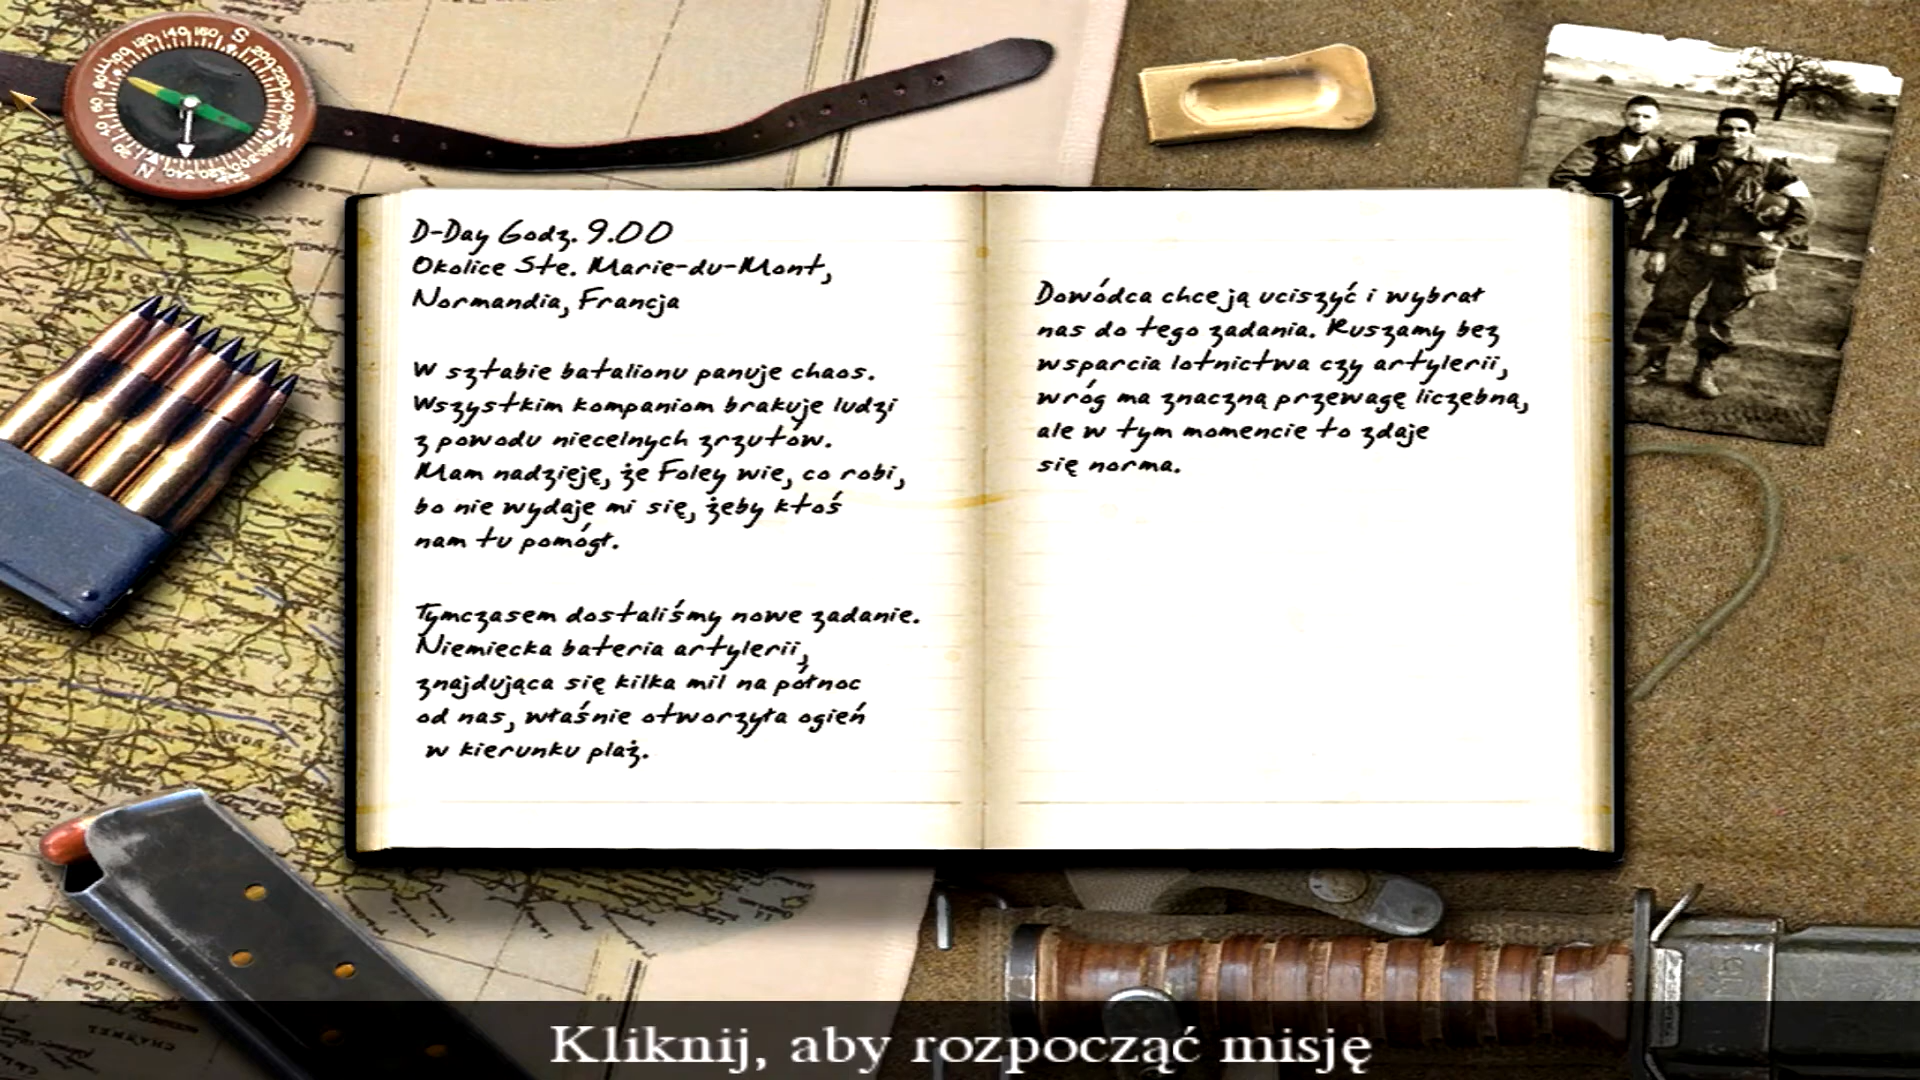 D-Day Godz. 9.00
Okolice Ste. Marie-du-Mont,
Normandia, Francja
W sztabie batalionu panuje chaos.
Wszystkim kompaniom brakuje ludzi
z powodu niecelnych zrzutów.
Mam nadzieję, że Foley wie, co robi,
bo nie wydaje mi się, żeby ktoś
nam tu pomógł.
Tymczasem dostaliśmy nowe zadanie.
Niemiecka bateria artylerii,
znajdująca się kilka mil na północ
od nas, właśnie otworzyła ogień
w kierunku plaż.
Dowódca chce ją uciszyć i wybrał
nas do tego zadania. Ruszamy bez
wsparcia lotnictwa czy artylerii,
wróg ma znaczną przewagę liczebną,
ale w tym momencie to zdaje
się norma.
Kliknij, aby rozpocząć misję